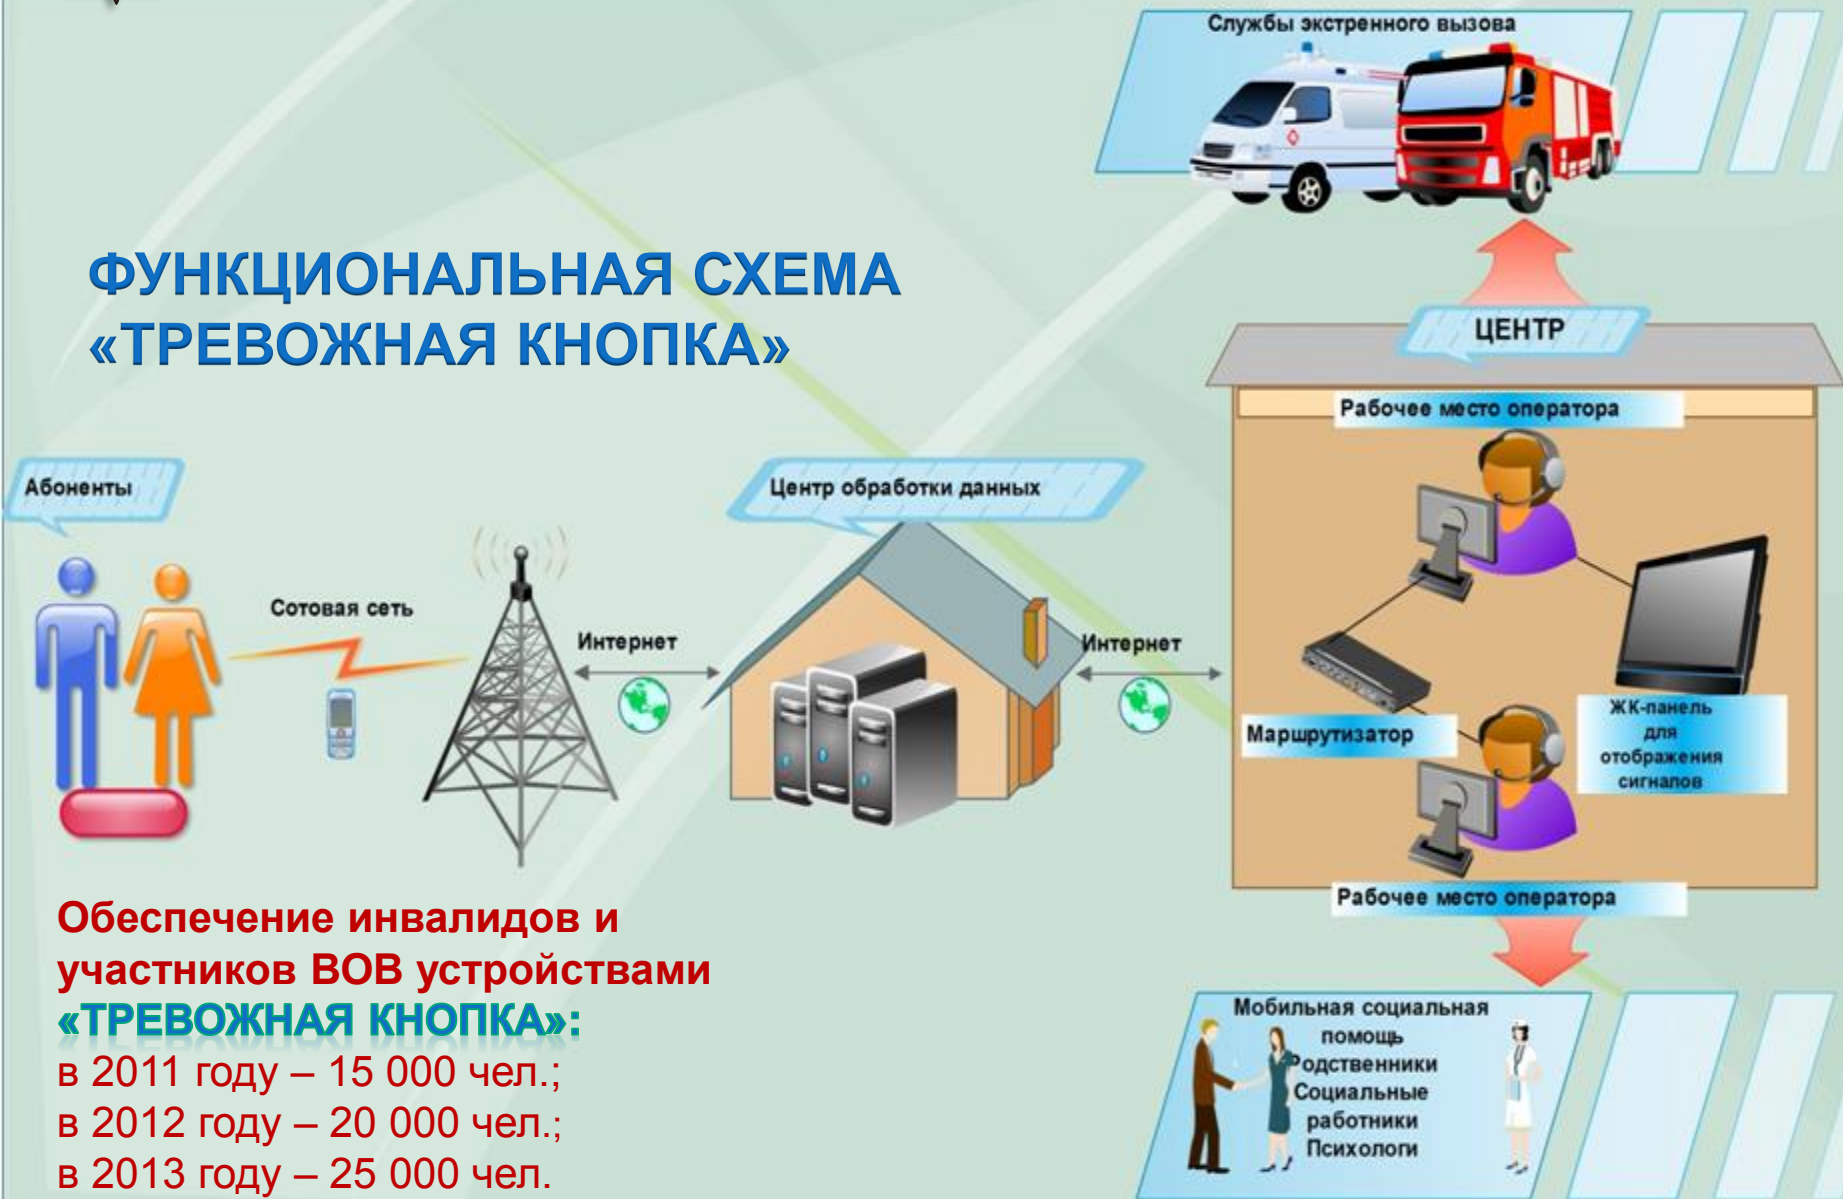 Службы экстренного вызова
ФУНКЦИОНАЛЬНАЯ СХЕМА
«ТРЕВОЖНАЯ КНОПКА»
ЦЕНТР
Рабочее место оператора
Абоненты
Центр обработки данных
Сотовая сеть
Интернет
Интернет
Маршрутизатор
ЖК-панель
для
отображения
сигналов
Рабочее место оператора
Обеспечение инвалидов и
участников ВОВ устройствами
«ТРЕВОЖНАЯ КНОПКА»:
в 2011 году – 15 000 чел.;
в 2012 году – 20 000 чел.;
в 2013 году – 25 000 чел.
Мобильная социальная
помощь
Родственники
Социальные
работники
Психологи